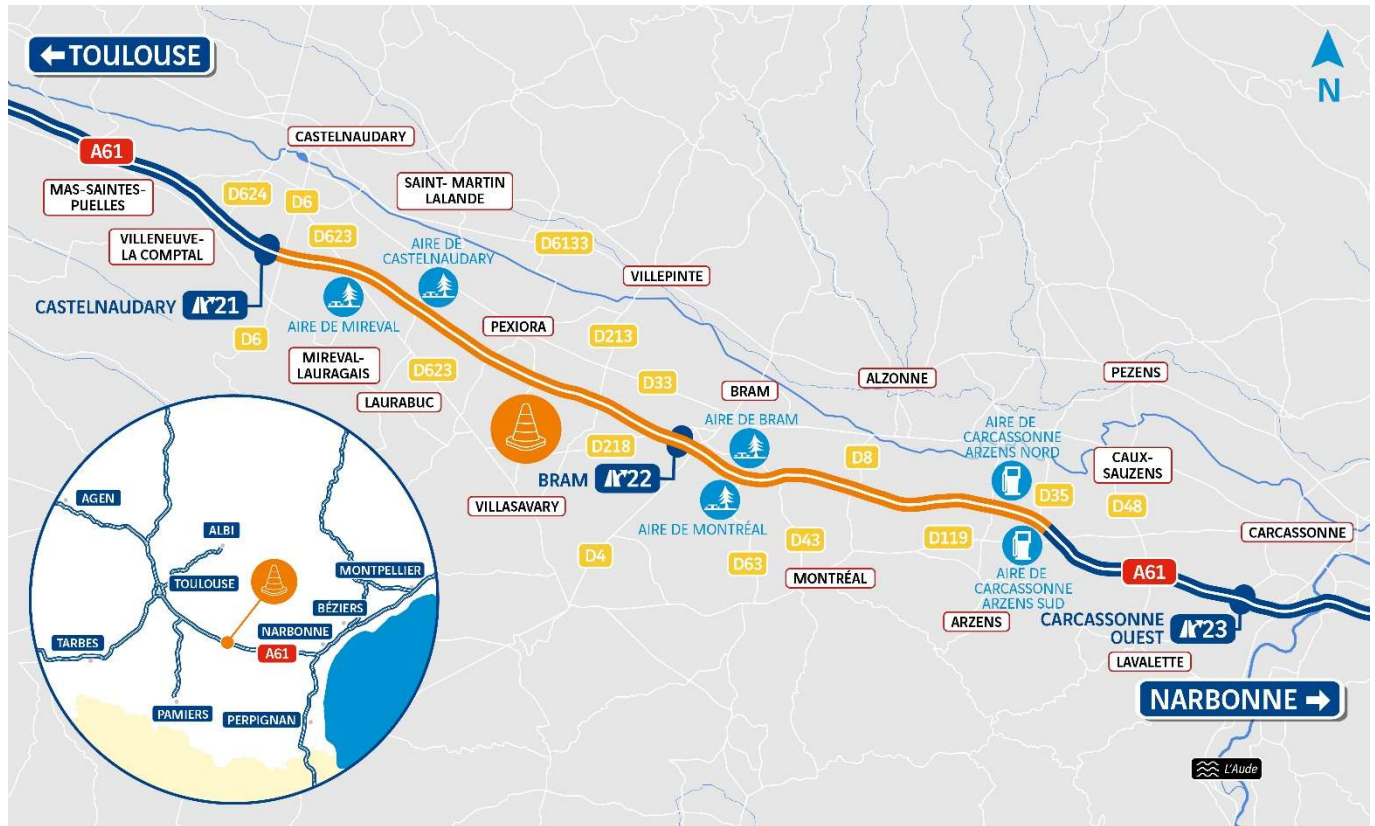 ← TOULOUSE
N
CASTELNAUDARY
A61
SAINT- MARTIN
LALANDE
MAS-SAINTES-
PUELLES
D624
D6
D623
VILLENEUVE-
LA COMPTAL
AIRE DE
CASTELNAUDARY
D6133
VILLEPINTE
CASTELNAUDARY 21
AIRE DE MIREVAL
PEXIORA
D6
D213
MIREVAL-
LAURAGAIS
D623
D33
ALZONNE
PEZENS
LAURABUC
BRAM
AIRE DE BRAM
AIRE DE
CARCASSONNE
ARZENS NORD
D218
D8
CAUX-
SAUZENS
BRAM 22
D35
D48
VILLASAVARY
AIRE DE MONTRÉAL
D4
D63
D43
D119
CARCASSONNE
MONTRÉAL
AIRE DE
CARCASSONNE
ARZENS SUD
A61
ARZENS
CARCASSONNE
OUEST 23
LAVALETTE
NARBONNE →
L'Aude
AGEN
ALBI
TOULOUSE
MONTPELLIER
BÉZIERS
NARBONNE
TARBES
A61
PAMIERS
PERPIGNAN